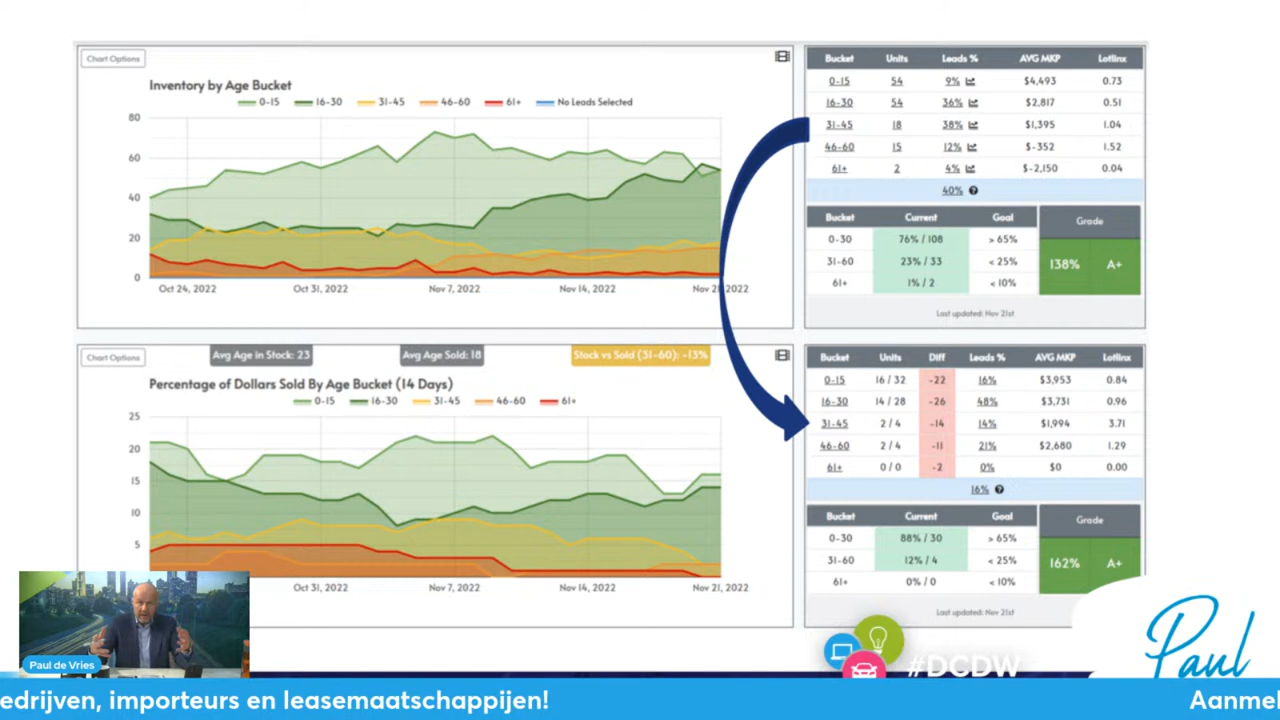 Chart Options
Inventory by Age Bucket
0-15 16-30 31-45 46-60 61+ No Leads Selected
80
60
40
20
0
Oct 24, 2022 Oct 31, 2022 Nov 7, 2022 Nov 14, 2022 Nov 21, 2022
Bucket Units Leads % AVG MKP Lotlinx
0-15 54 9% $4,493 0.73
16-30 54 36% $2,817 0.51
31-45 18 38% $1,395 1.04
46-60 15 12% $-352 1.52
61+ 2 4% $-2,150 0.04
40% ?
Bucket Current Goal Grade
0-30 76% / 108 > 65%
31-60 23% / 33 < 25%
61+ 1% / 2 < 10%
138% A+
Last updated: Nov 21st
Chart Options
Avg Age in Stock: 23 Avg Age Sold: 18 Stock vs Sold (31-60): -13%
Percentage of Dollars Sold By Age Bucket (14 Days)
0-15 16-30 31-45 46-60 61+
25
20
15
10
5
Oct 31, 2022 Nov 7, 2022 Nov 14, 2022 Nov 21, 2022
Bucket Units Diff Leads % AVG MKP Lotlinx
0-15 16 / 32 -22 16% $3,953 0.84
16-30 14 / 28 -26 48% $3,731 0.96
31-45 2 / 4 -14 14% $1,994 3.71
46-60 2 / 4 -11 21% $2,680 1.29
61+ 0 / 0 -2 0% $0 0.00
16% ?
Bucket Current Goal Grade
0-30 88% / 30 > 65%
31-60 12% / 4 < 25%
61+ 0% / 0 < 10%
162% A+
Last updated: Nov 21st
Paul de Vries
#DCDW
Paul
edrijven, importeurs en leasemaatschappijen! Aanmel